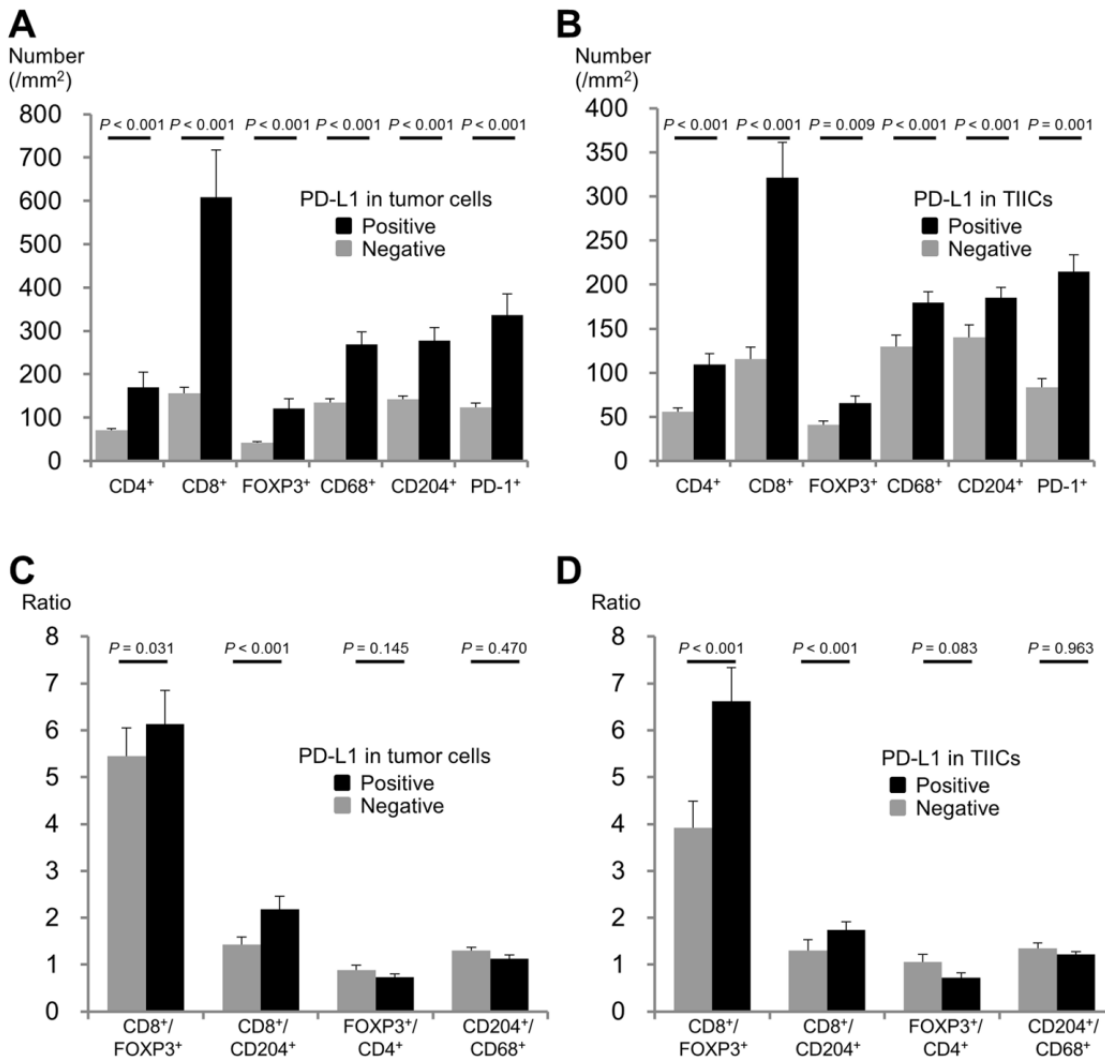 A
Number
(/mm²)
800
700
600
500
400
300
200
100
0
P < 0.001 P < 0.001 P < 0.001 P < 0.001 P < 0.001 P < 0.001
PD-L1 in tumor cells
Positive
Negative
CD4⁺ CD8⁺ FOXP3⁺ CD68⁺ CD204⁺ PD-1⁺
B
Number
(/mm²)
400
350
300
250
200
150
100
50
0
P < 0.001 P < 0.001 P = 0.009 P < 0.001 P < 0.001 P = 0.001
PD-L1 in TIICs
Positive
Negative
CD4⁺ CD8⁺ FOXP3⁺ CD68⁺ CD204⁺ PD-1⁺
C
Ratio
8
7
6
5
4
3
2
1
0
P = 0.031 P < 0.001 P = 0.145 P = 0.470
PD-L1 in tumor cells
Positive
Negative
CD8⁺/ CD8⁺/ FOXP3⁺/ CD204⁺/
FOXP3⁺ CD204⁺ CD4⁺ CD68⁺
D
Ratio
8
7
6
5
4
3
2
1
0
P < 0.001 P < 0.001 P = 0.083 P = 0.963
PD-L1 in TIICs
Positive
Negative
CD8⁺/ CD8⁺/ FOXP3⁺/ CD204⁺/
FOXP3⁺ CD204⁺ CD4⁺ CD68⁺